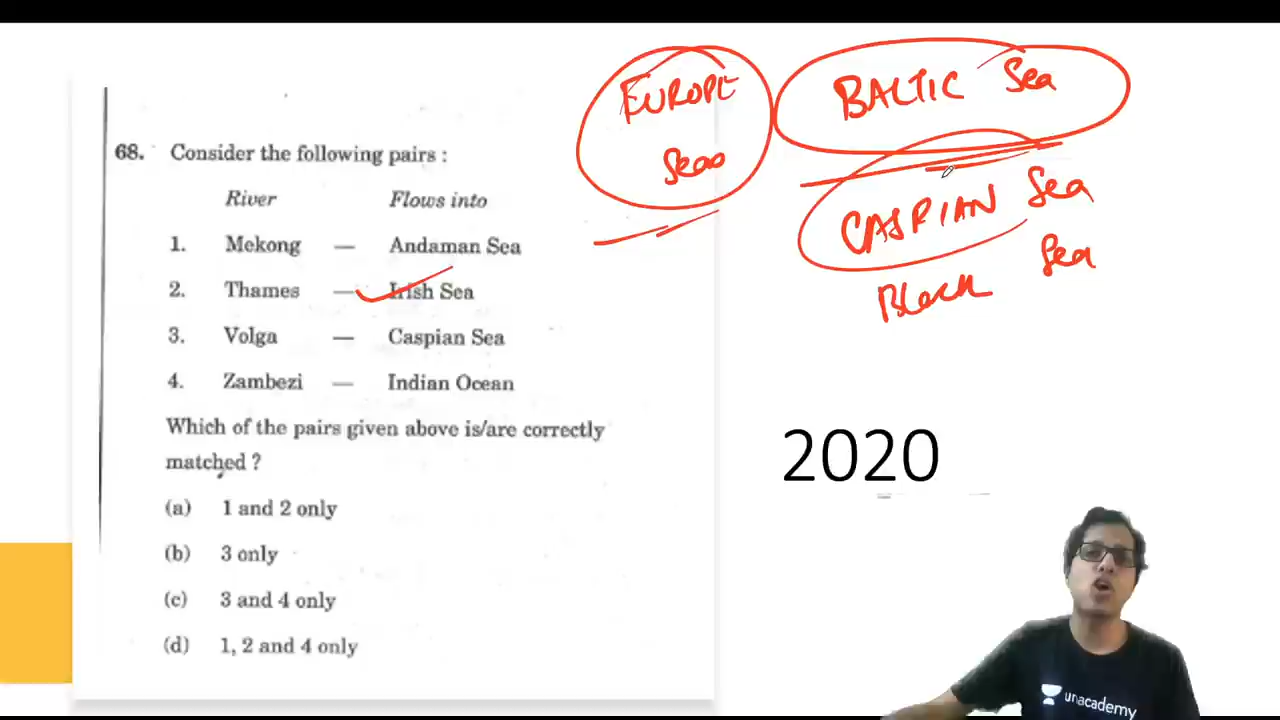 68. Consider the following pairs :
River Flows into
1. Mekong — Andaman Sea
2. Thames — Irish Sea
3. Volga — Caspian Sea
4. Zambezi — Indian Ocean
Which of the pairs given above is/are correctly
matched ?
(a) 1 and 2 only
(b) 3 only
(c) 3 and 4 only
(d) 1, 2 and 4 only
EUROPE
Seas
BALTIC Sea
CASPIAN Sea
Black Sea
2020
unacademy